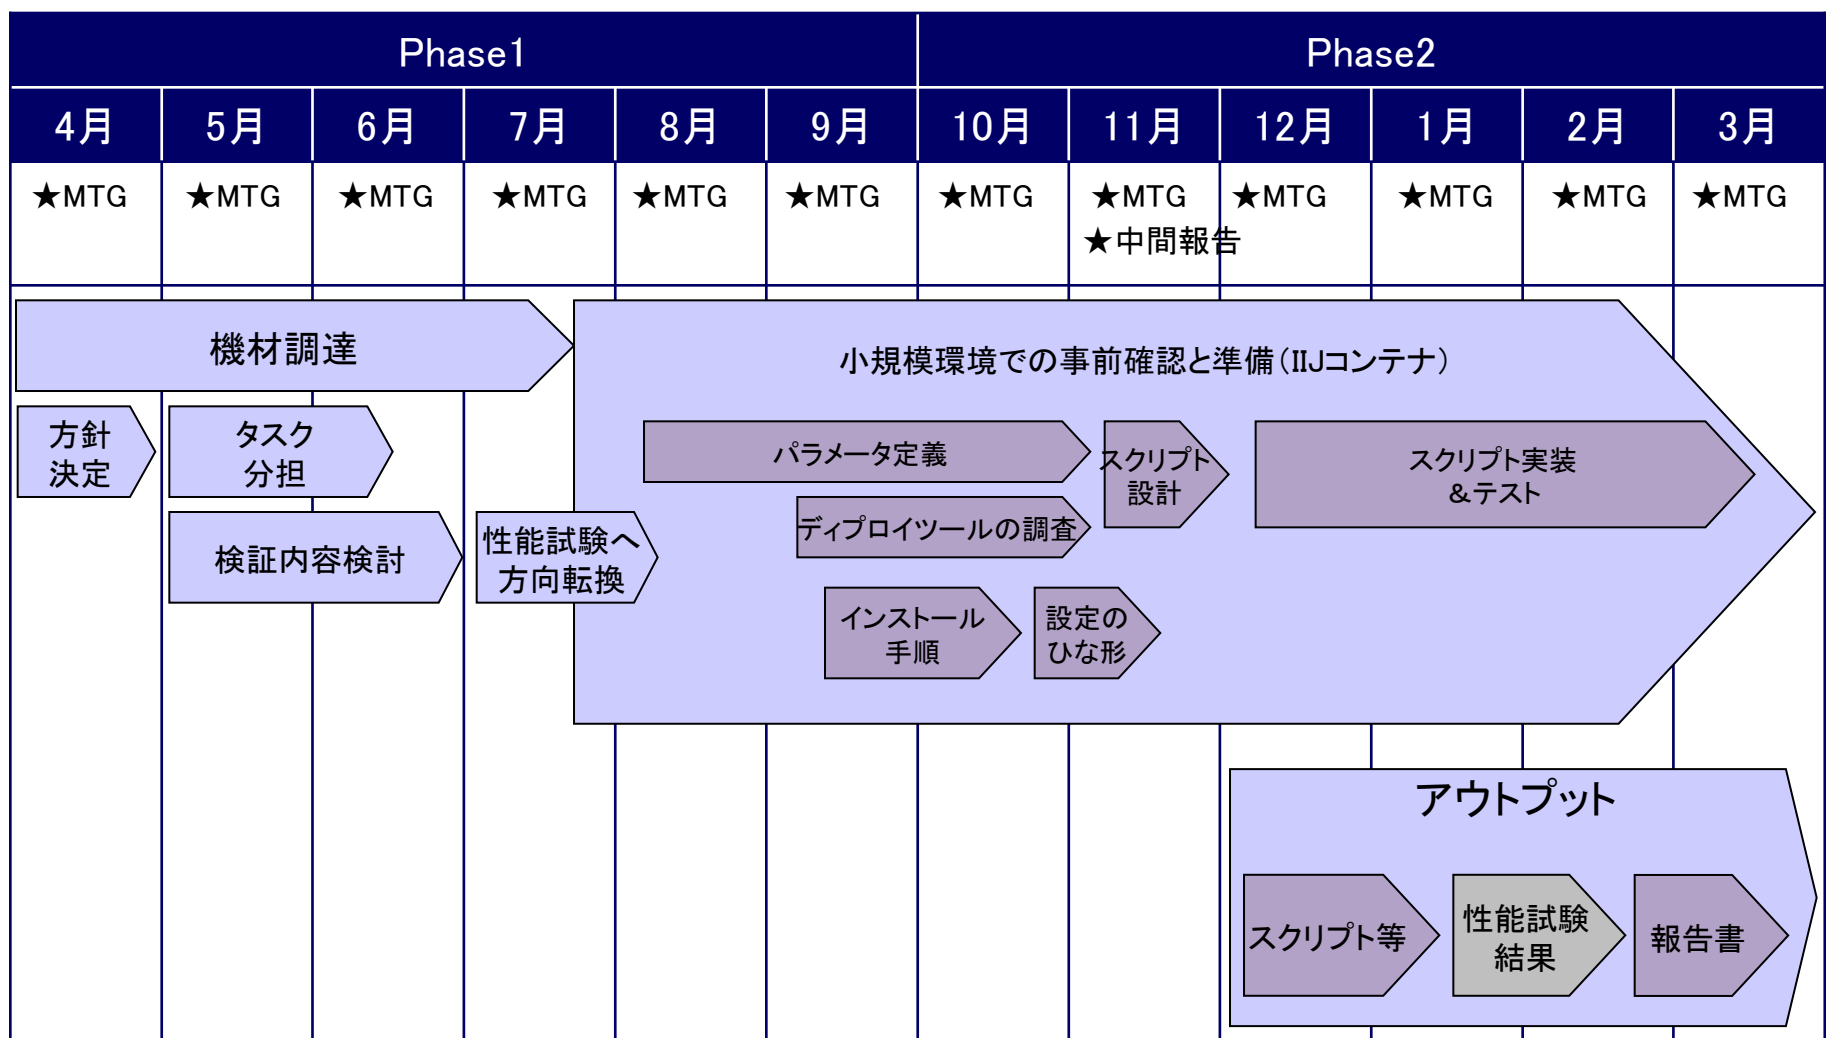 Phase1
Phase2
4月
5月
6月
7月
8月
9月
10月
11月
12月
1月
2月
3月
★MTG
★MTG
★MTG
★MTG
★MTG
★MTG
★MTG
★MTG
★MTG
★MTG
★MTG
★MTG
★中間報告
機材調達
小規模環境での事前確認と準備（IIJコンテナ）
方針
決定
タスク
分担
パラメータ定義
スクリプト
設計
スクリプト実装
＆テスト
検証内容検討
性能試験へ
方向転換
ディプロイツールの調査
インストール
手順
設定の
ひな形
アウトプット
スクリプト等
性能試験
結果
報告書